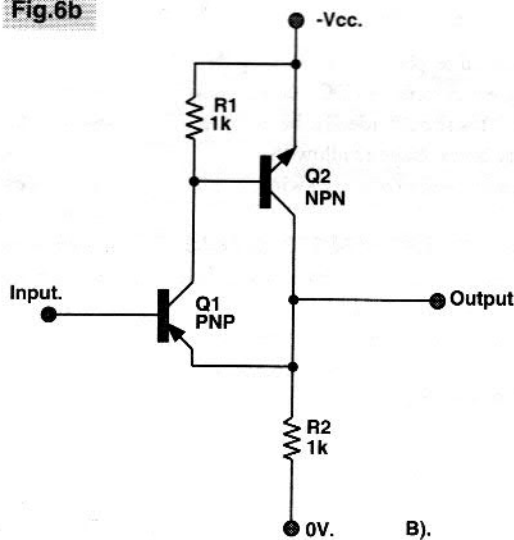 Fig.6b
-Vcc.
R1
1k
Q2
NPN
Input.
Q1
PNP
Output
R2
1k
0V.
B).